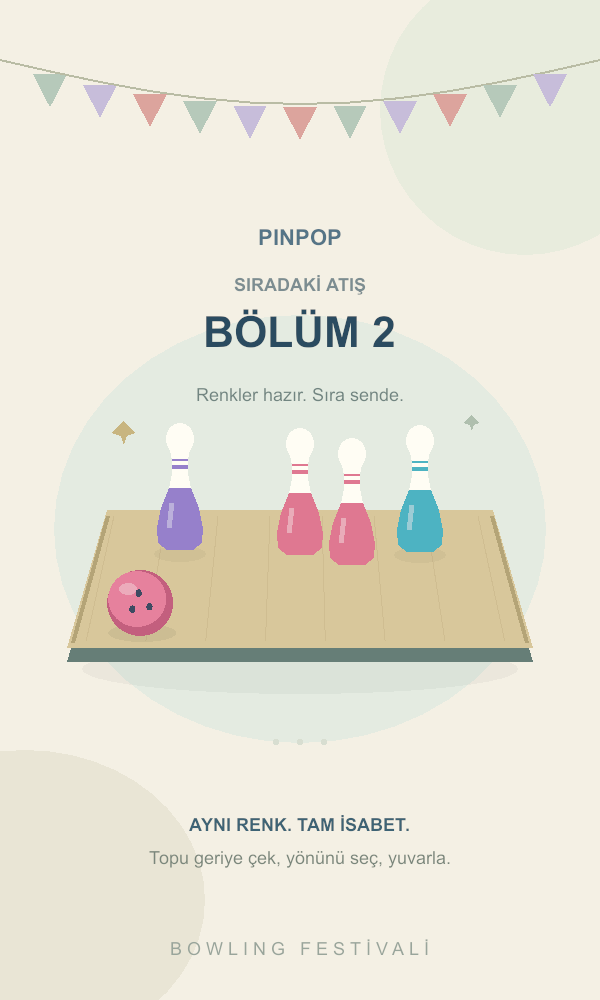 PINPOP
SIRADAKİ ATIŞ
BÖLÜM 2
Renkler hazır. Sıra sende.
AYNI RENK. TAM İSABET.
Topu geriye çek, yönünü seç, yuvarla.
BOWLING FESTİVALİ